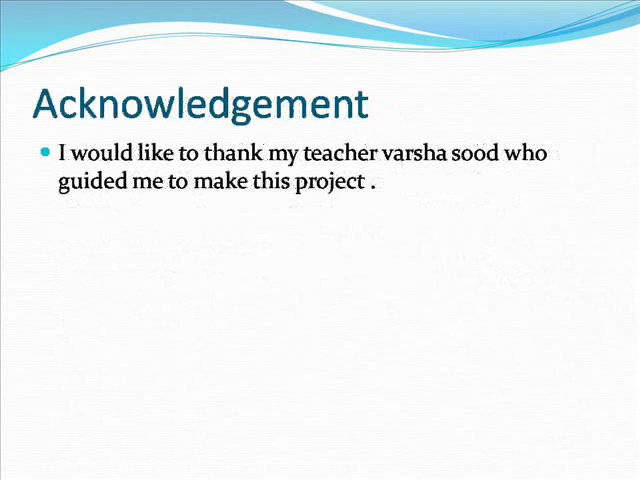 Acknowledgement
I would like to thank my teacher varsha sood who
guided me to make this project .